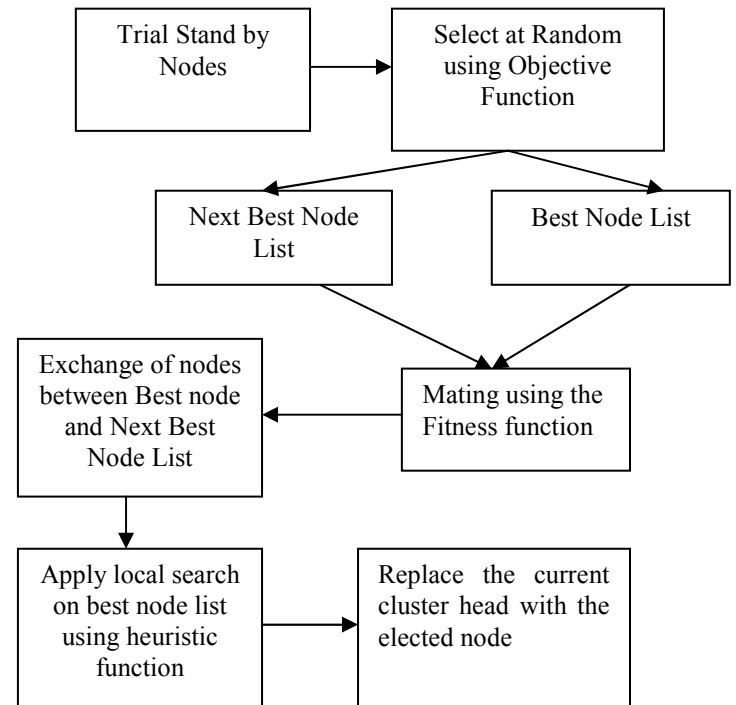 Trial Stand by
Nodes
Select at Random
using Objective
Function
Next Best Node
List
Best Node List
Exchange of nodes
between Best node
and Next Best
Node List
Mating using the
Fitness function
Apply local search
on best node list
using heuristic
function
Replace the current
cluster head with the
elected node